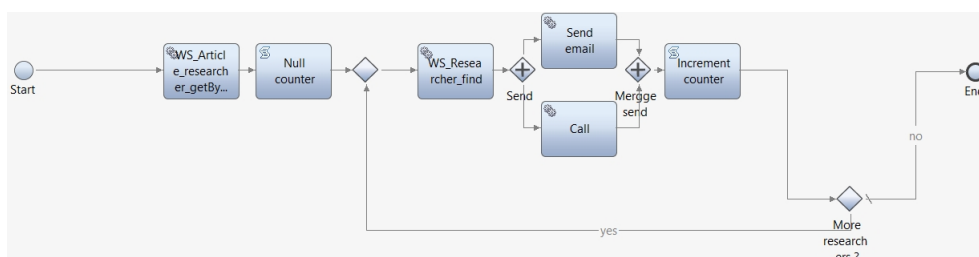 Start
WS_Articl
e_research
er_getBy...
Null
counter
WS_Resea
rcher_find
Send
Send
email
Call
Mergge
send
Increment
counter
More
research
ers ?
yes
no
End